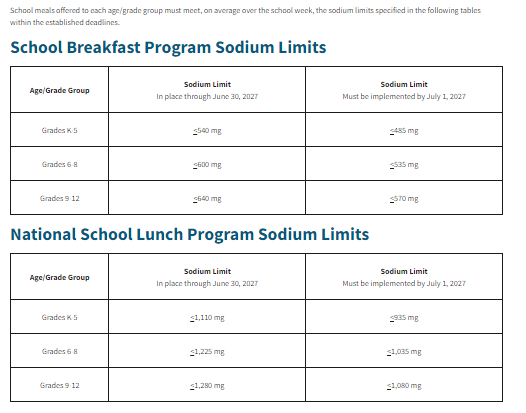 School meals offered to each age/grade group must meet, on average over the school week, the sodium limits specified in the following tables
within the established deadlines.
School Breakfast Program Sodium Limits
Age/Grade Group
Sodium Limit
In place through June 30, 2027
Sodium Limit
Must be implemented by July 1, 2027
Grades K 5
≤540 mg
≤485 mg
Grades 6 8
≤600 mg
≤535 mg
Grades 9 12
≤640 mg
≤570 mg
National School Lunch Program Sodium Limits
Age/Grade Group
Sodium Limit
In place through June 30, 2027
Sodium Limit
Must be implemented by July 1, 2027
Grades K 5
≤1,110 mg
≤935 mg
Grades 6 8
≤1,225 mg
≤1,035 mg
Grades 9 12
≤1,280 mg
≤1,080 mg